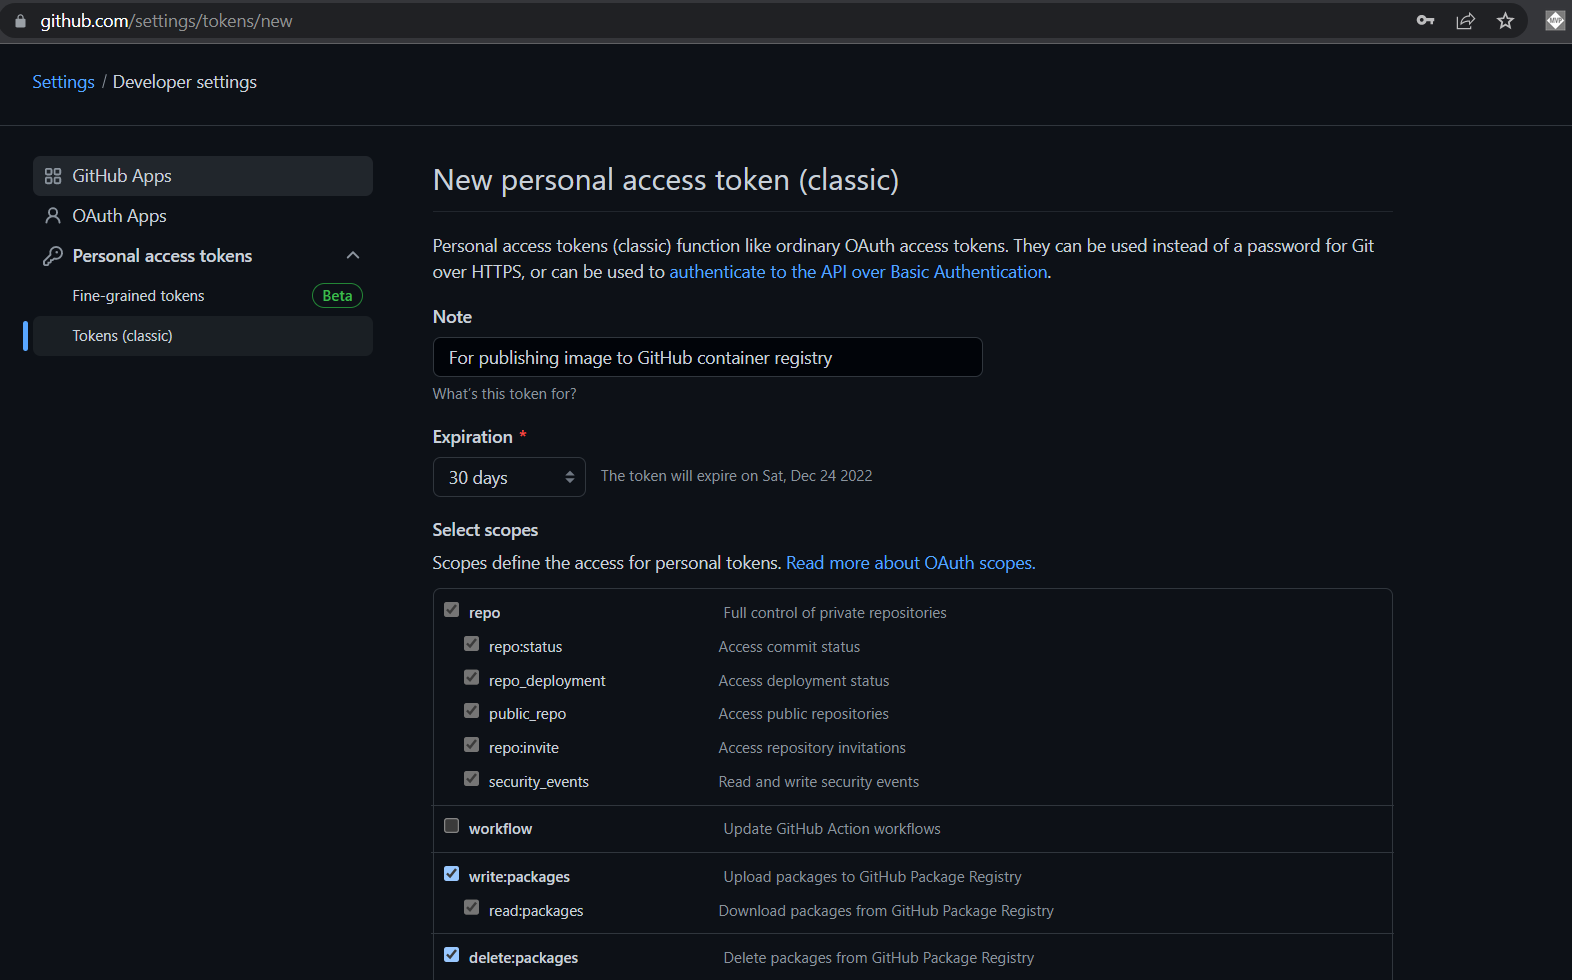 github.com/settings/tokens/new
Settings / Developer settings
GitHub Apps
OAuth Apps
Personal access tokens
Fine-grained tokens Beta
Tokens (classic)
New personal access token (classic)
Personal access tokens (classic) function like ordinary OAuth access tokens. They can be used instead of a password for Git
over HTTPS, or can be used to authenticate to the API over Basic Authentication.
Note
For publishing image to GitHub container registry
What's this token for?
Expiration *
30 days The token will expire on Sat, Dec 24 2022
Select scopes
Scopes define the access for personal tokens. Read more about OAuth scopes.
repo Full control of private repositories
repo:status Access commit status
repo_deployment Access deployment status
public_repo Access public repositories
repo:invite Access repository invitations
security_events Read and write security events
workflow Update GitHub Action workflows
write:packages Upload packages to GitHub Package Registry
read:packages Download packages from GitHub Package Registry
delete:packages Delete packages from GitHub Package Registry